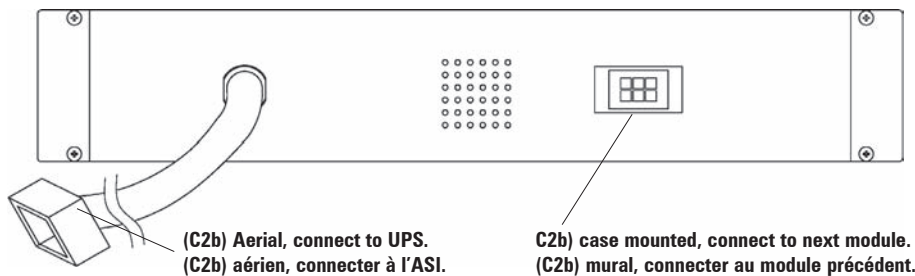 (C2b) Aerial, connect to UPS.
(C2b) aérien, connecter à l'ASI.
C2b) case mounted, connect to next module.
(C2b) mural, connecter au module précédent.